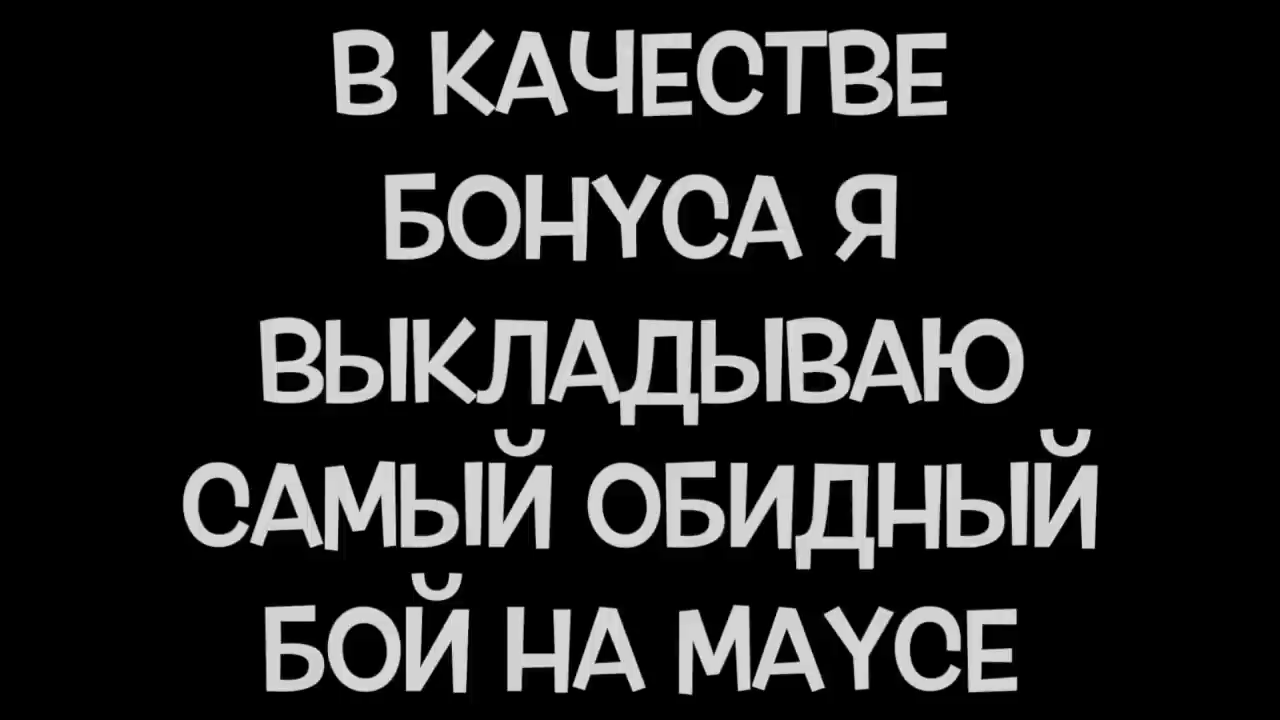 В КАЧЕСТВЕ
БОНУСА Я
ВЫКЛАДЫВАЮ
САМЫЙ ОБИДНЫЙ
БОЙ НА МАУСЕ